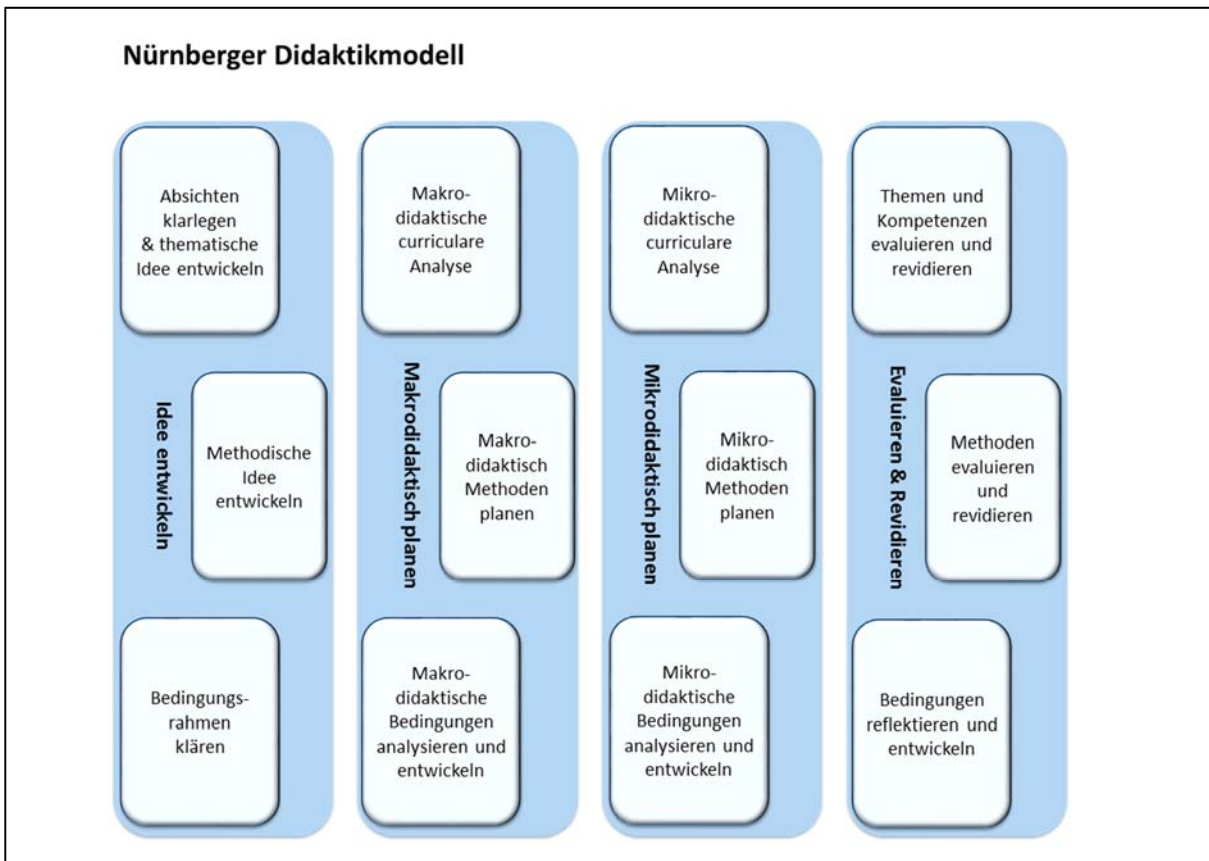 Nürnberger Didaktikmodell
Absichten
klarlegen
& thematische
Idee entwickeln
Idee entwickeln
Methodische
Idee
entwickeln
Bedingungs-
rahmen
klären
Makro-
didaktische
curriculare
Analyse
Makrodidaktisch planen
Makro-
didaktisch
Methoden
planen
Makro-
didaktische
Bedingungen
analysieren und
entwickeln
Mikro-
didaktische
curriculare
Analyse
Mikrodidaktisch planen
Mikro-
didaktisch
Methoden
planen
Mikro-
didaktische
Bedingungen
analysieren und
entwickeln
Themen und
Kompetenzen
evaluieren und
revidieren
Evaluieren & Revidieren
Methoden
evaluieren
und
revidieren
Bedingungen
reflektieren und
entwickeln